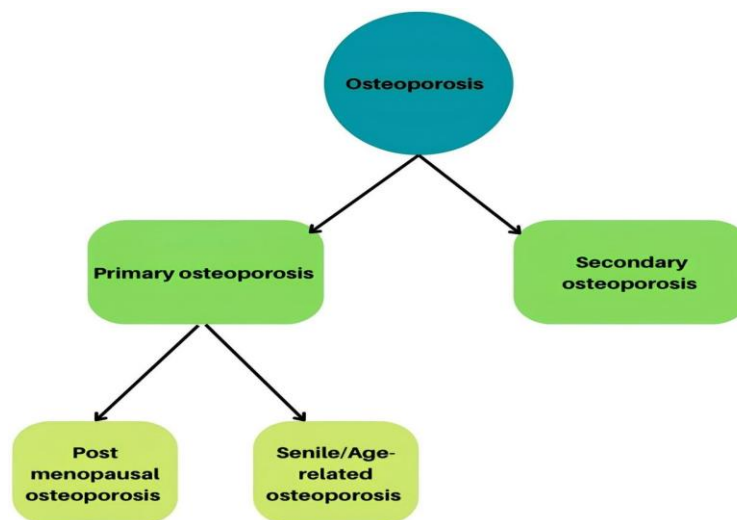 Osteoporosis
Primary osteoporosis
Secondary
osteoporosis
Post
menopausal
osteoporosis
Senile/Age-
related
osteoporosis